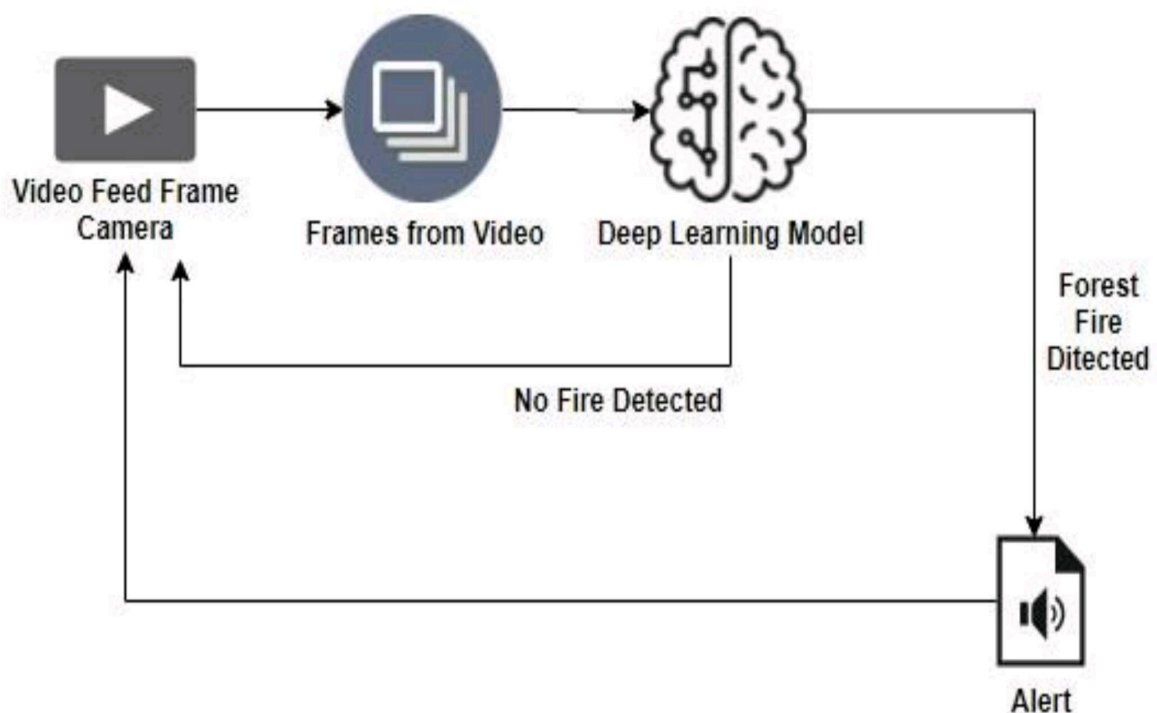 Video Feed Frame
Camera
Frames from Video
Deep Learning Model
Forest
Fire
Ditected
No Fire Detected
Alert